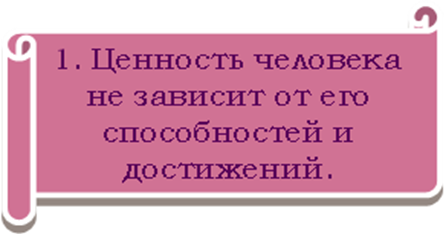 1. Ценность человека
не зависит от его
способностей и
достижений.